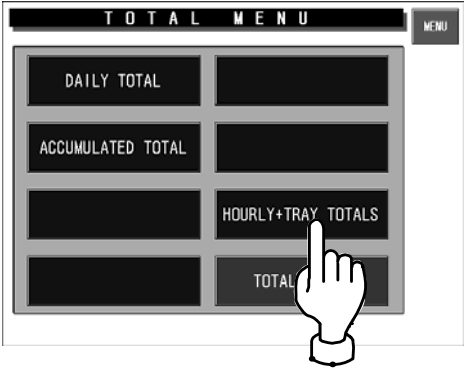 TOTAL MENU
MENU
DAILY TOTAL
ACCUMULATED TOTAL
HOURLY+TRAY TOTALS
TOTAL